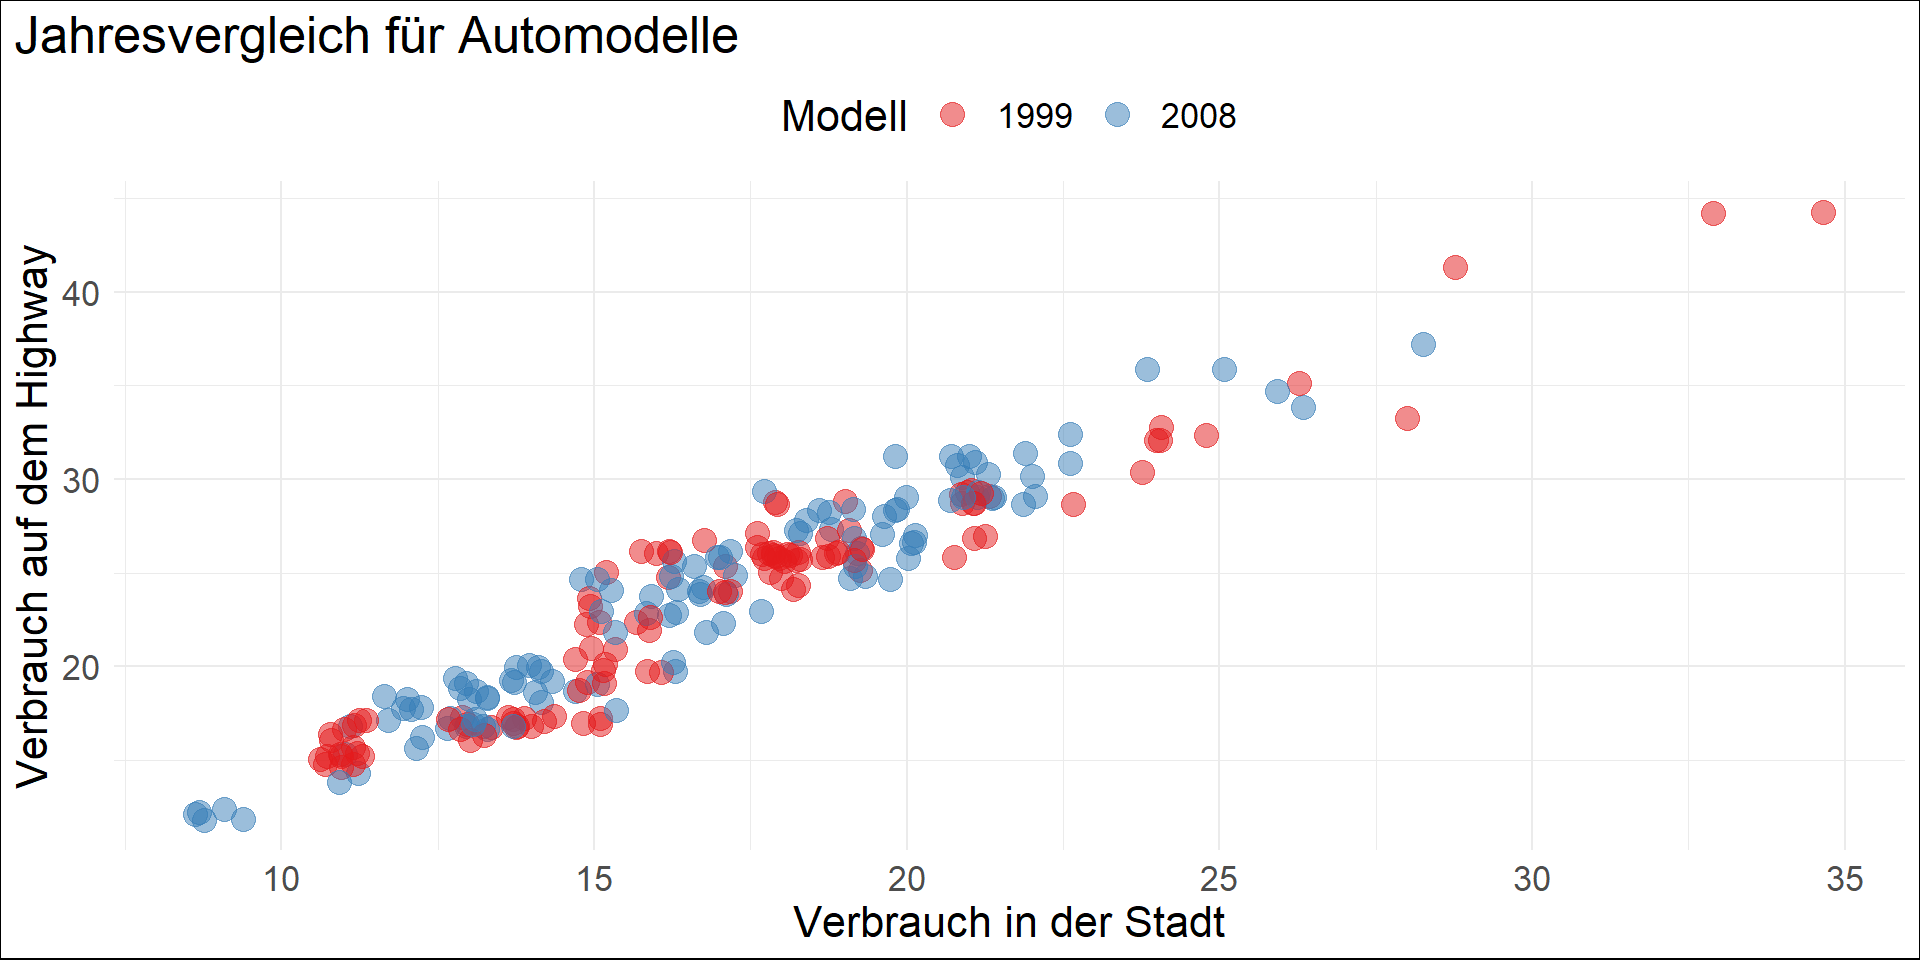 Jahresvergleich für Automodelle
Modell 1999 2008
Verbrauch auf dem Highway
40
30
20
10 15 20 25 30 35
Verbrauch in der Stadt